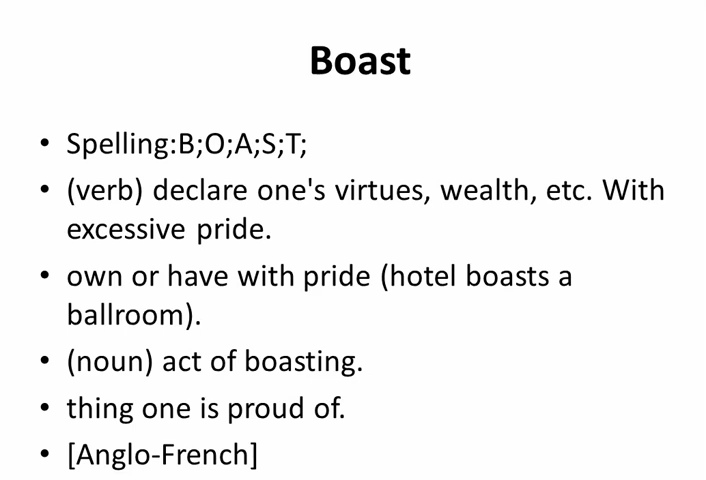 Boast
• Spelling:B;O;A;S;T;
• (verb) declare one's virtues, wealth, etc. With
excessive pride.
• own or have with pride (hotel boasts a
ballroom).
• (noun) act of boasting.
• thing one is proud of.
• [Anglo-French]